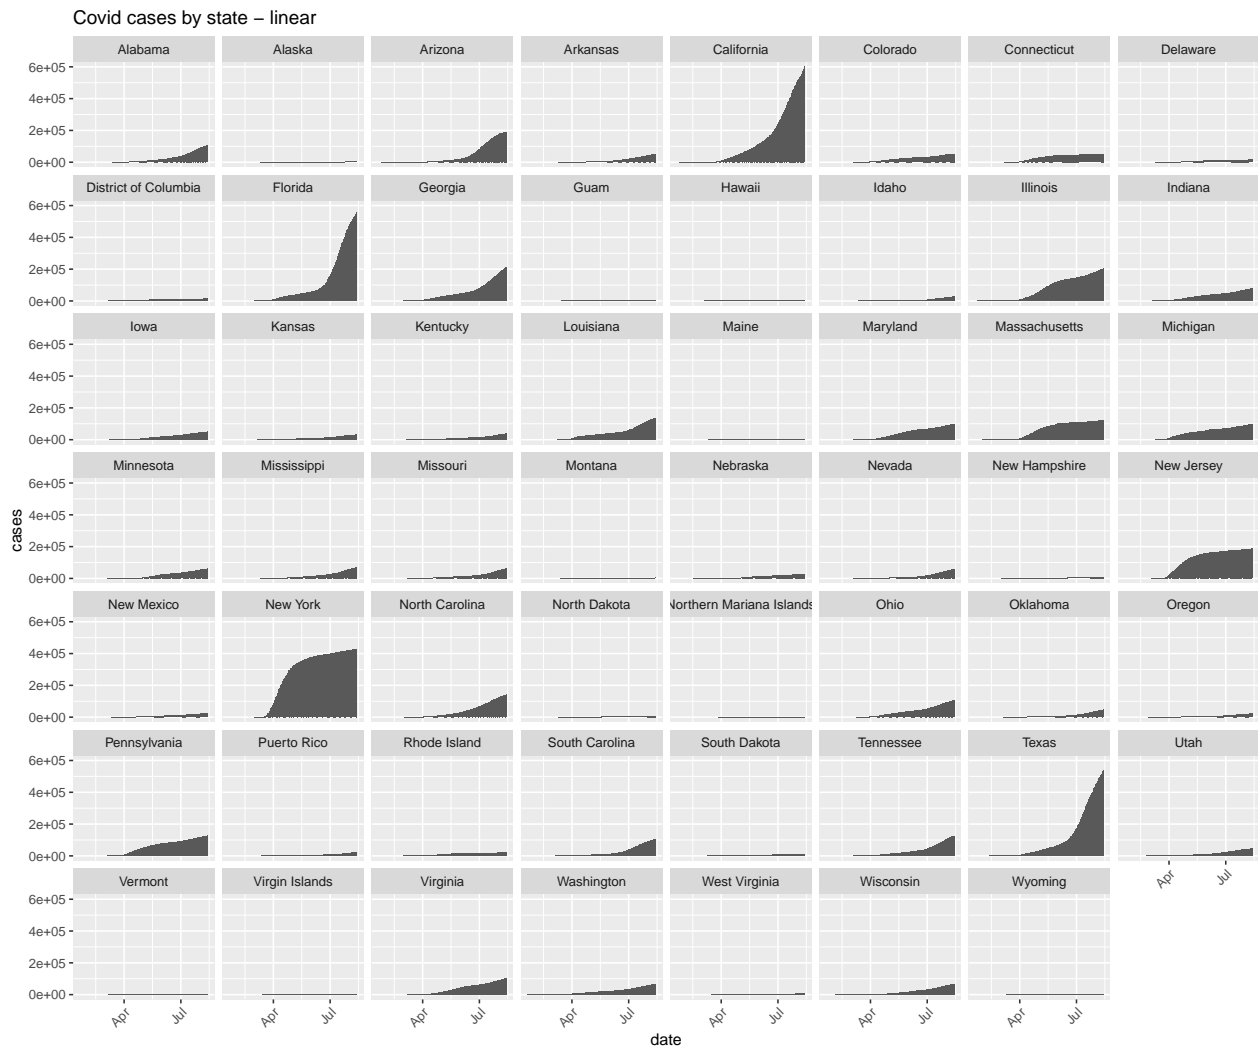 Covid cases by state – linear
Alabama Alaska Arizona Arkansas California Colorado Connecticut Delaware
6e+05
4e+05
2e+05
0e+00
District of Columbia Florida Georgia Guam Hawaii Idaho Illinois Indiana
6e+05
4e+05
2e+05
0e+00
Iowa Kansas Kentucky Louisiana Maine Maryland Massachusetts Michigan
6e+05
4e+05
2e+05
0e+00
Minnesota Mississippi Missouri Montana Nebraska Nevada New Hampshire New Jersey
6e+05
4e+05
2e+05
0e+00
cases
New Mexico New York North Carolina North Dakota Northern Mariana Islands Ohio Oklahoma Oregon
6e+05
4e+05
2e+05
0e+00
Pennsylvania Puerto Rico Rhode Island South Carolina South Dakota Tennessee Texas Utah
6e+05
4e+05
2e+05
0e+00
Apr Jul
Vermont Virgin Islands Virginia Washington West Virginia Wisconsin Wyoming
6e+05
4e+05
2e+05
0e+00
Apr Jul Apr Jul Apr Jul Apr Jul Apr Jul Apr Jul Apr Jul
date